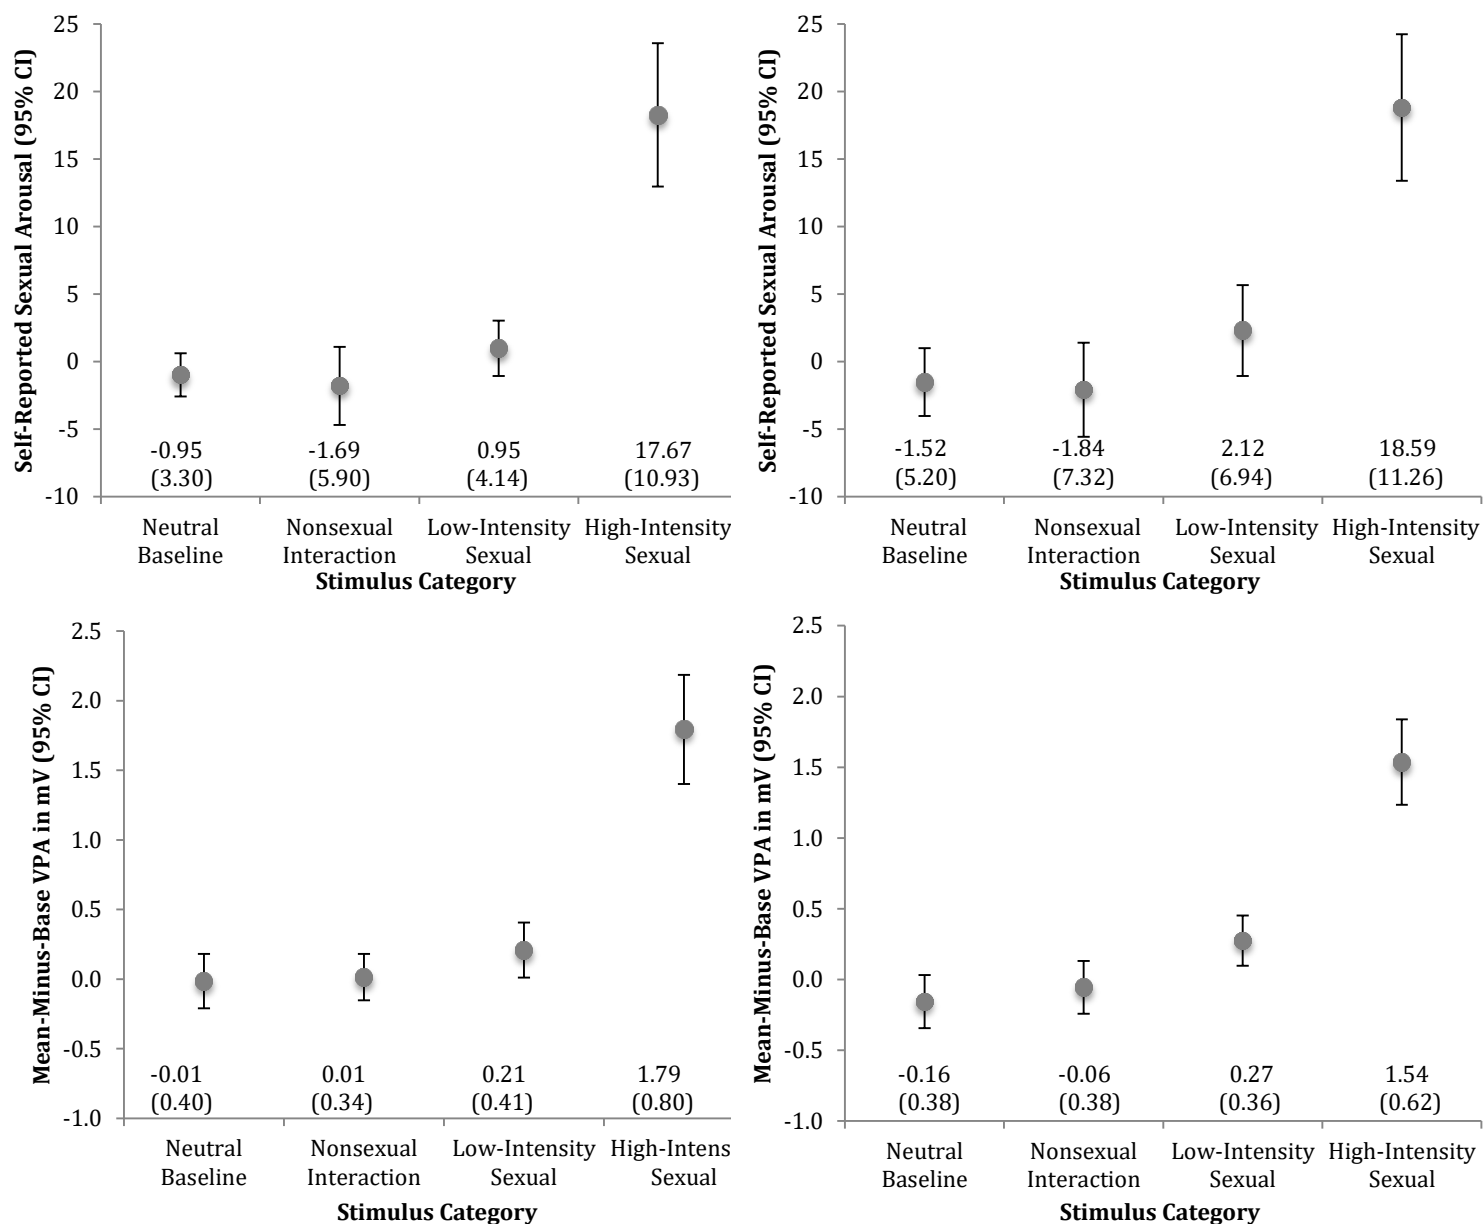 Self-Reported Sexual Arousal (95% CI)
25
20
15
10
5
0
-5
-10
-0.95 -1.69 0.95 17.67
(3.30) (5.90) (4.14) (10.93)
Neutral Nonsexual Low-Intensity High-Intensity
Baseline Interaction Sexual Sexual
Stimulus Category
Self-Reported Sexual Arousal (95% CI)
25
20
15
10
5
0
-5
-10
-1.52 -1.84 2.12 18.59
(5.20) (7.32) (6.94) (11.26)
Neutral Nonsexual Low-Intensity High-Intensity
Baseline Interaction Sexual Sexual
Stimulus Category
Mean-Minus-Base VPA in mV (95% CI)
2.5
2.0
1.5
1.0
0.5
0.0
-0.5
-1.0
-0.01 0.01 0.21 1.79
(0.40) (0.34) (0.41) (0.80)
Neutral Nonsexual Low-Intensity High-Intens
Baseline Interaction Sexual Sexual
Stimulus Category
Mean-Minus-Base VPA in mV (95% CI)
2.5
2.0
1.5
1.0
0.5
0.0
-0.5
-1.0
-0.16 -0.06 0.27 1.54
(0.38) (0.38) (0.36) (0.62)
Neutral Nonsexual Low-Intensity High-Intensity
Baseline Interaction Sexual Sexual
Stimulus Category